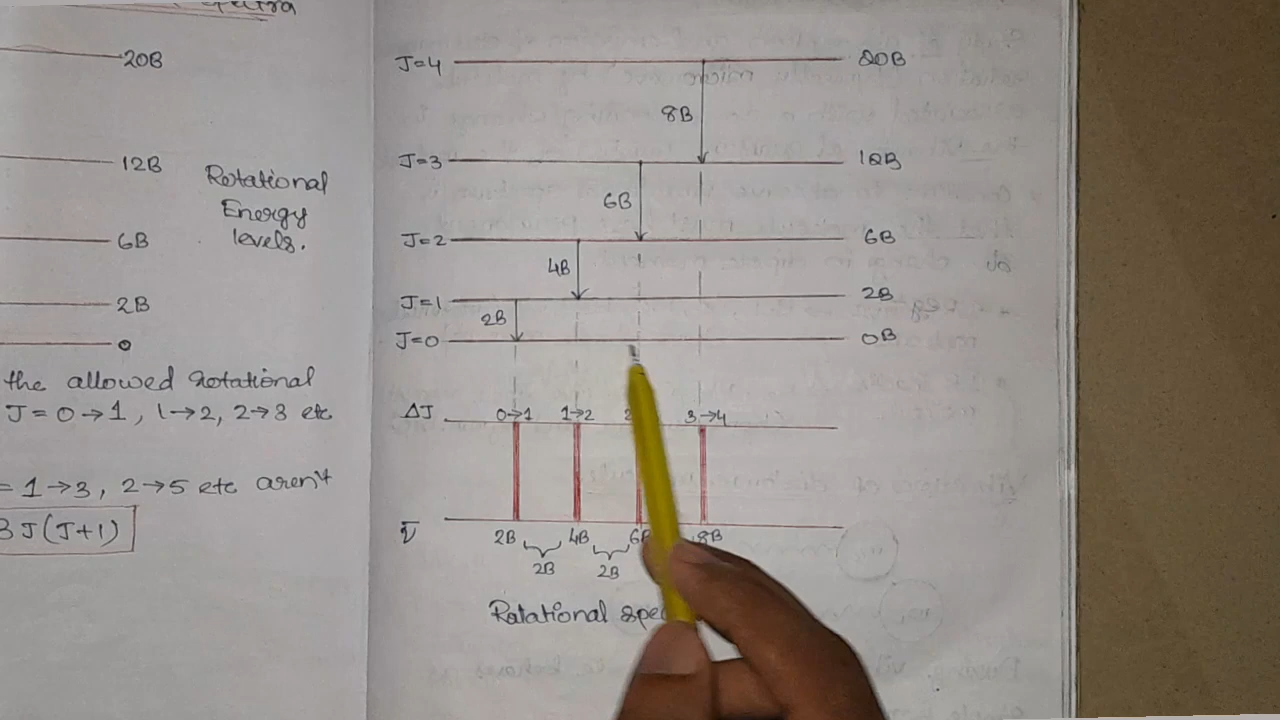 20B
12B
Rotational
Energy
levels.
6B
2B
0
the allowed rotational
J=0→1, 1→2, 2→3 etc
= 1→3, 2→5 etc aren't
BJ(J+1)
J=4 20B
8B
J=3 12B
6B
J=2 6B
4B
J=1 2B
2B
J=0 0B
ΔJ 0→1 1→2 3→4
ν̄ 2B 4B 6B 8B
2B 2B
Rotational